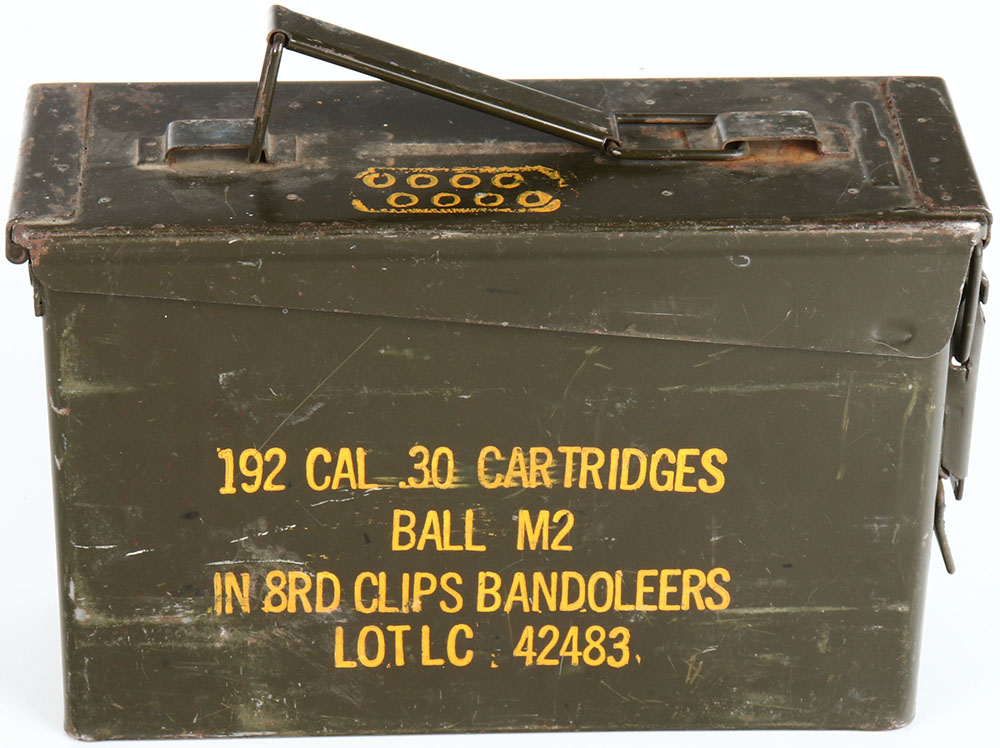 192 CAL .30 CARTRIDGES
BALL M2
IN 8RD CLIPS BANDOLEERS
LOT LC . 42483.